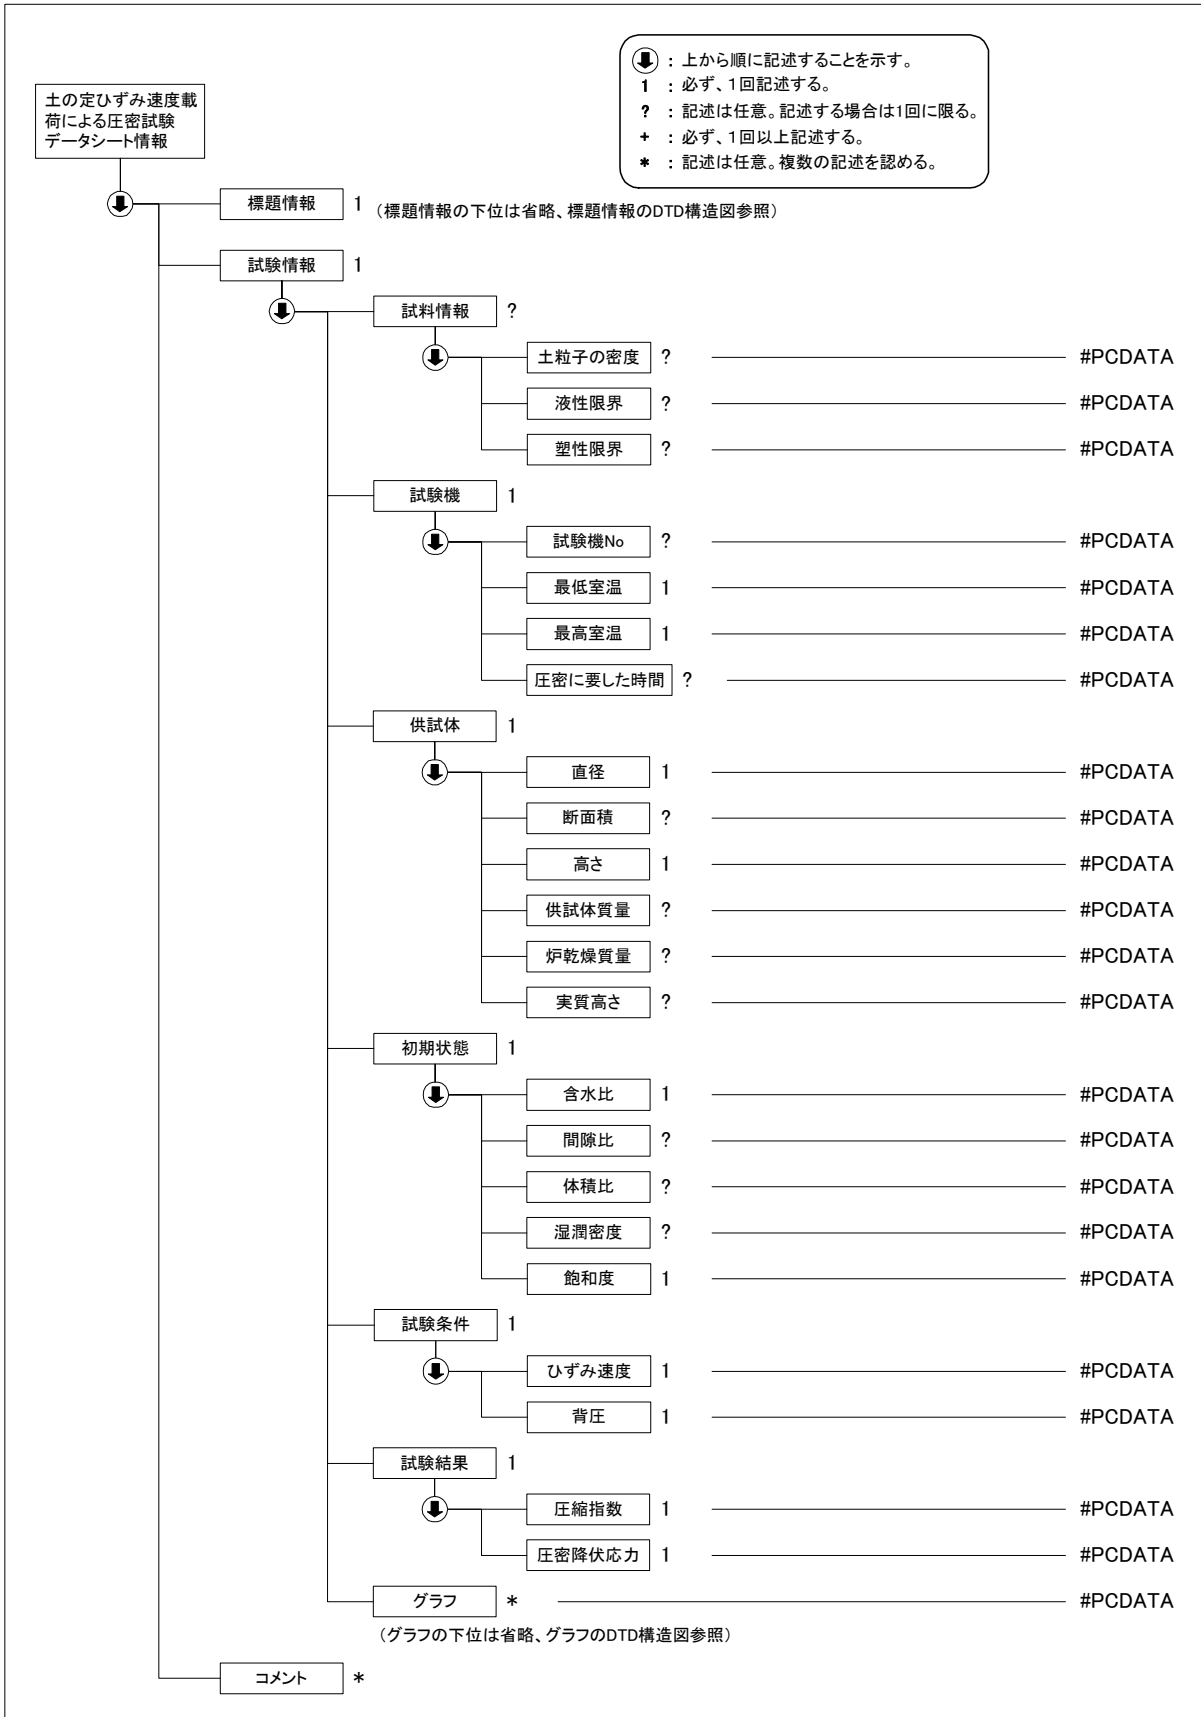 : 上から順に記述することを示す。
1 : 必ず、1回記述する。
? : 記述は任意。記述する場合は1回に限る。
+ : 必ず、1回以上記述する。
* : 記述は任意。複数の記述を認める。
土の定ひずみ速度載
荷による圧密試験
データシート情報
標題情報 1 (標題情報の下位は省略、標題情報のDTD構造図参照)
試験情報 1
試料情報 ?
土粒子の密度 ? #PCDATA
液性限界 ? #PCDATA
塑性限界 ? #PCDATA
試験機 1
試験機No ? #PCDATA
最低室温 1 #PCDATA
最高室温 1 #PCDATA
圧密に要した時間 ? #PCDATA
供試体 1
直径 1 #PCDATA
断面積 ? #PCDATA
高さ 1 #PCDATA
供試体質量 ? #PCDATA
炉乾燥質量 ? #PCDATA
実質高さ ? #PCDATA
初期状態 1
含水比 1 #PCDATA
間隙比 ? #PCDATA
体積比 ? #PCDATA
湿潤密度 ? #PCDATA
飽和度 1 #PCDATA
試験条件 1
ひずみ速度 1 #PCDATA
背圧 1 #PCDATA
試験結果 1
圧縮指数 1 #PCDATA
圧密降伏応力 1 #PCDATA
グラフ * #PCDATA
(グラフの下位は省略、グラフのDTD構造図参照)
コメント *